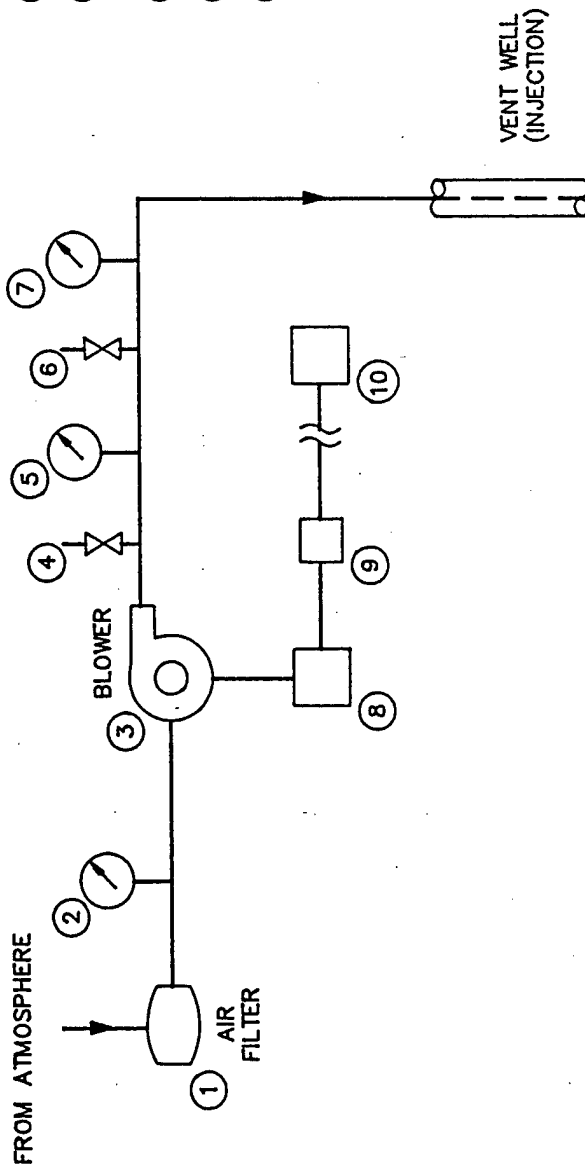 FROM ATMOSPHERE
1
AIR
FILTER
2
3
BLOWER
4
5
6
7
8
9
10
VENT WELL
(INJECTION)